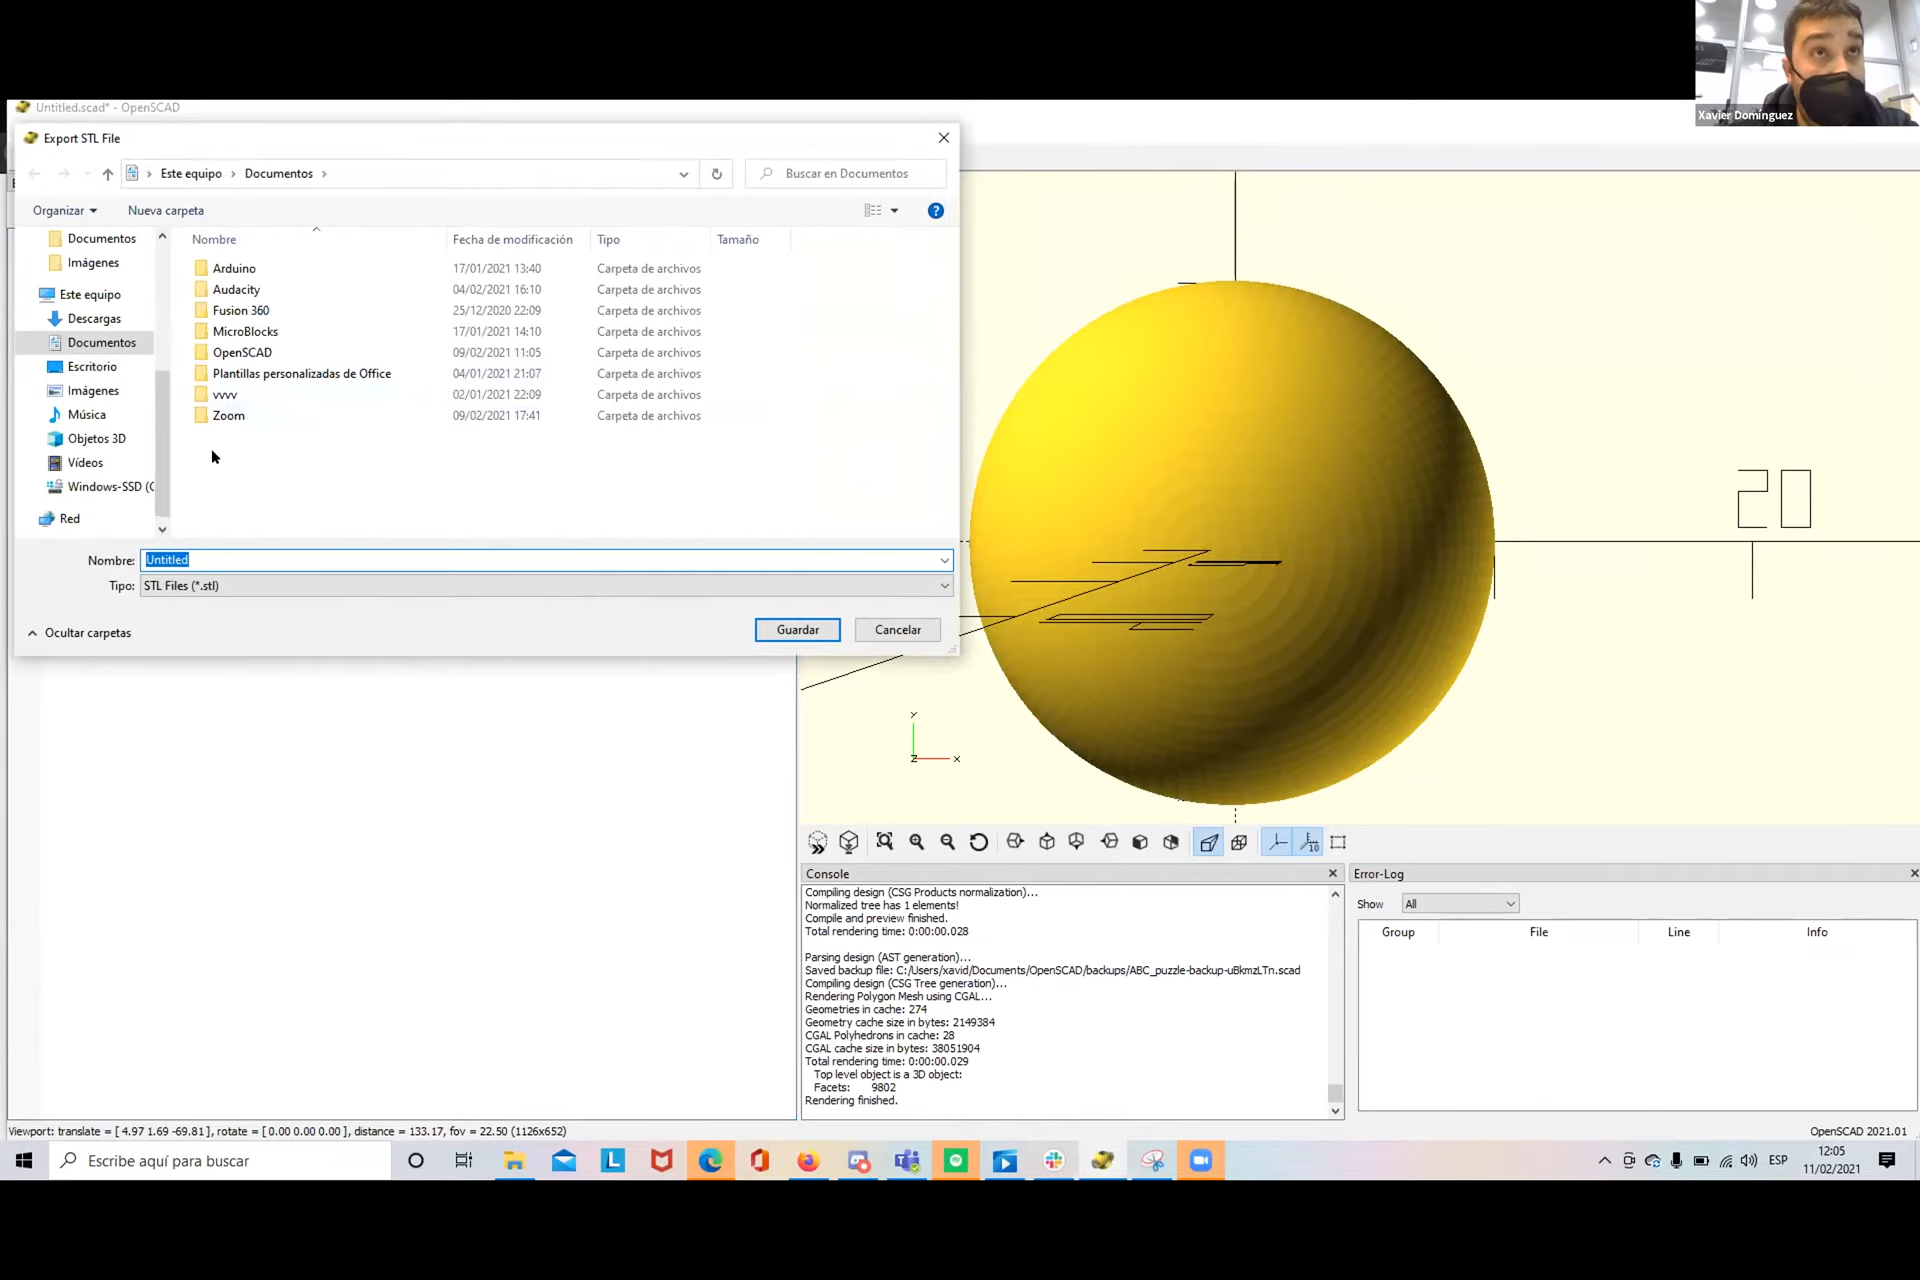 Untitled.scad* - OpenSCAD
Xavier Domínguez
Export STL File
Este equipo > Documentos >
Buscar en Documentos
Organizar
Nueva carpeta
Nombre Fecha de modificación Tipo Tamaño
Arduino 17/01/2021 13:40 Carpeta de archivos
Audacity 04/02/2021 16:10 Carpeta de archivos
Fusion 360 25/12/2020 22:09 Carpeta de archivos
MicroBlocks 17/01/2021 14:10 Carpeta de archivos
OpenSCAD 09/02/2021 11:05 Carpeta de archivos
Plantillas personalizadas de Office 04/01/2021 21:07 Carpeta de archivos
vvvv 02/01/2021 22:09 Carpeta de archivos
Zoom 09/02/2021 17:41 Carpeta de archivos
Documentos
Imágenes
Este equipo
Descargas
Documentos
Escritorio
Imágenes
Música
Objetos 3D
Vídeos
Windows-SSD (C
Red
Nombre: Untitled
Tipo: STL Files (*.stl)
Ocultar carpetas
Guardar
Cancelar
20
Y
Z X
10
Console
Compiling design (CSG Products normalization)...
Normalized tree has 1 elements!
Compile and preview finished.
Total rendering time: 0:00:00.028
Parsing design (AST generation)...
Saved backup file: C:/Users/xavid/Documents/OpenSCAD/backups/ABC_puzzle-backup-uBkmzLTn.scad
Compiling design (CSG Tree generation)...
Rendering Polygon Mesh using CGAL...
Geometries in cache: 274
Geometry cache size in bytes: 2149384
CGAL Polyhedrons in cache: 28
CGAL cache size in bytes: 38051904
Total rendering time: 0:00:00.029
Top level object is a 3D object:
Facets: 9802
Rendering finished.
Error-Log
Show All
Group File Line Info
Viewport: translate = [ 4.97 1.69 -69.81 ], rotate = [ 0.00 0.00 0.00 ], distance = 133.17, fov = 22.50 (1126x652)
OpenSCAD 2021.01
Escribe aquí para buscar
L
ESP
12:05
11/02/2021